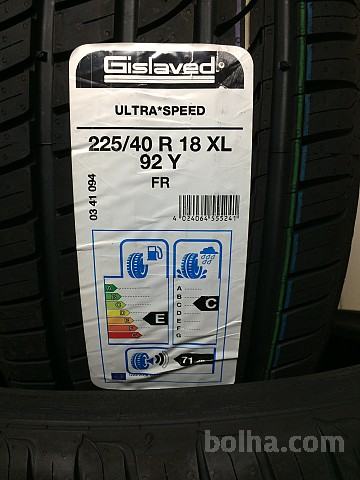 Gislaved
ULTRA*SPEED
225/40 R 18 XL
92 Y
FR
03 41 094
4 024064 555241
A
B
C
D
E
F
G
E
C
71
bolha.com